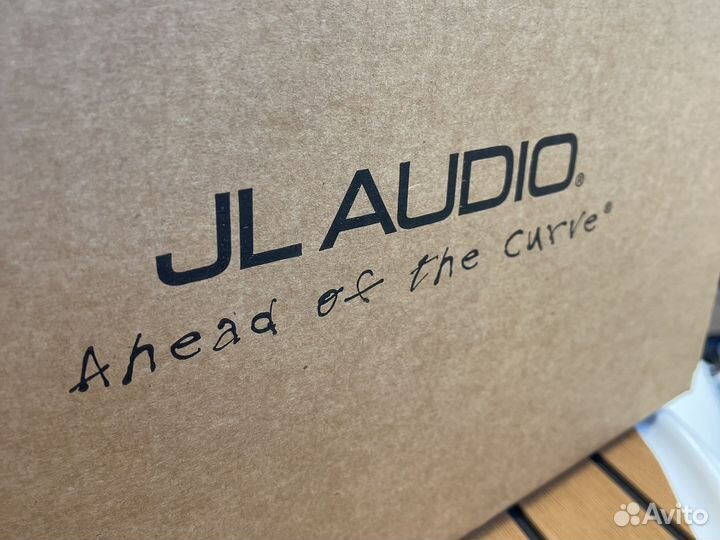 JL AUDIO®
Ahead of the Curve®
Avito